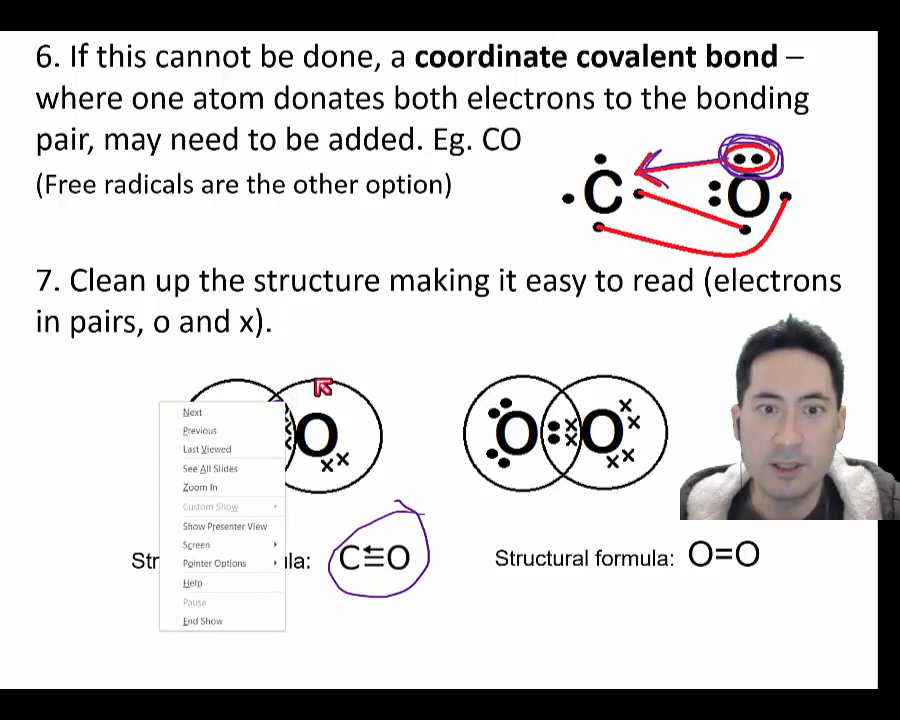 6. If this cannot be done, a coordinate covalent bond –
where one atom donates both electrons to the bonding
pair, may need to be added. Eg. CO
(Free radicals are the other option)
C O
7. Clean up the structure making it easy to read (electrons
in pairs, o and x).
O x x x x
O O x x x x x x
Next
Previous
Last Viewed
See All Slides
Zoom In
Custom Show
Show Presenter View
Screen
Pointer Options
Help
Pause
End Show
Str la: C≡O
Structural formula: O=O